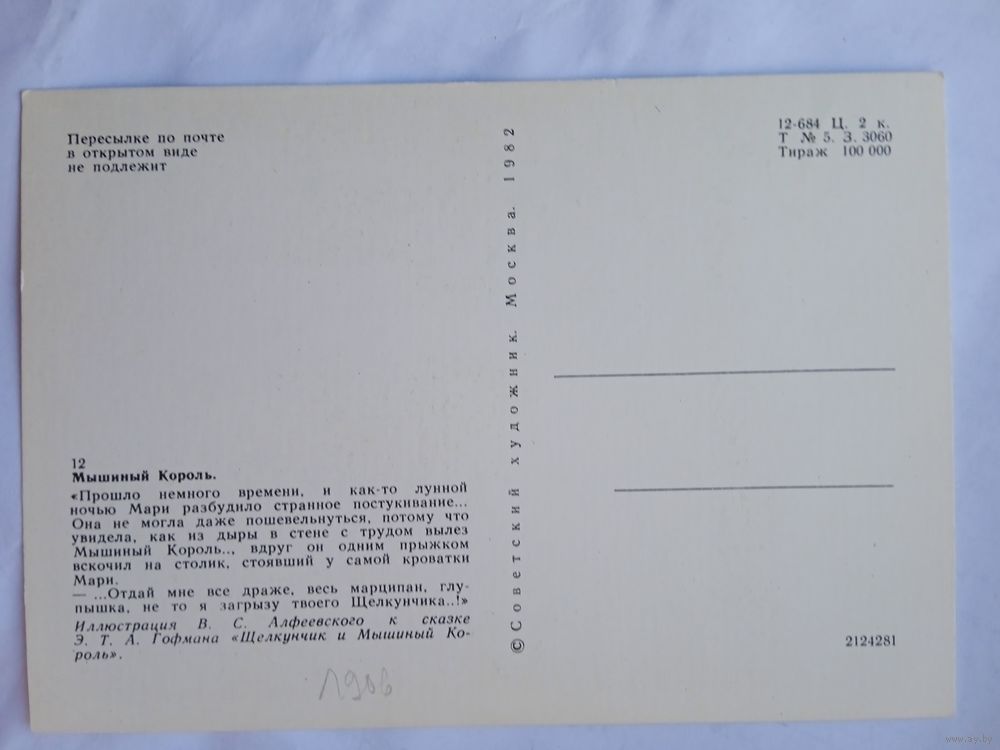 Пересылке по почте
в открытом виде
не подлежит
12
Мышиный Король.
«Прошло немного времени, и как-то лунной
ночью Мари разбудило странное постукивание...
Она не могла даже пошевельнуться, потому что
увидела, как из дыры в стене с трудом вылез
Мышиный Король.., вдруг он одним прыжком
вскочил на столик, стоявший у самой кроватки
Мари.
— ...Отдай мне все драже, весь марципан, глу-
пышка, не то я загрызу твоего Щелкунчика..!»
Иллюстрация В. С. Алфеевского к сказке
Э. Т. А. Гофмана «Щелкунчик и Мышиный Ко-
роль».
1906
© Советский художник. Москва. 1982
12-684 Ц. 2 к.
Т № 5. З. 3060
Тираж 100 000
2124281
www.ay.by